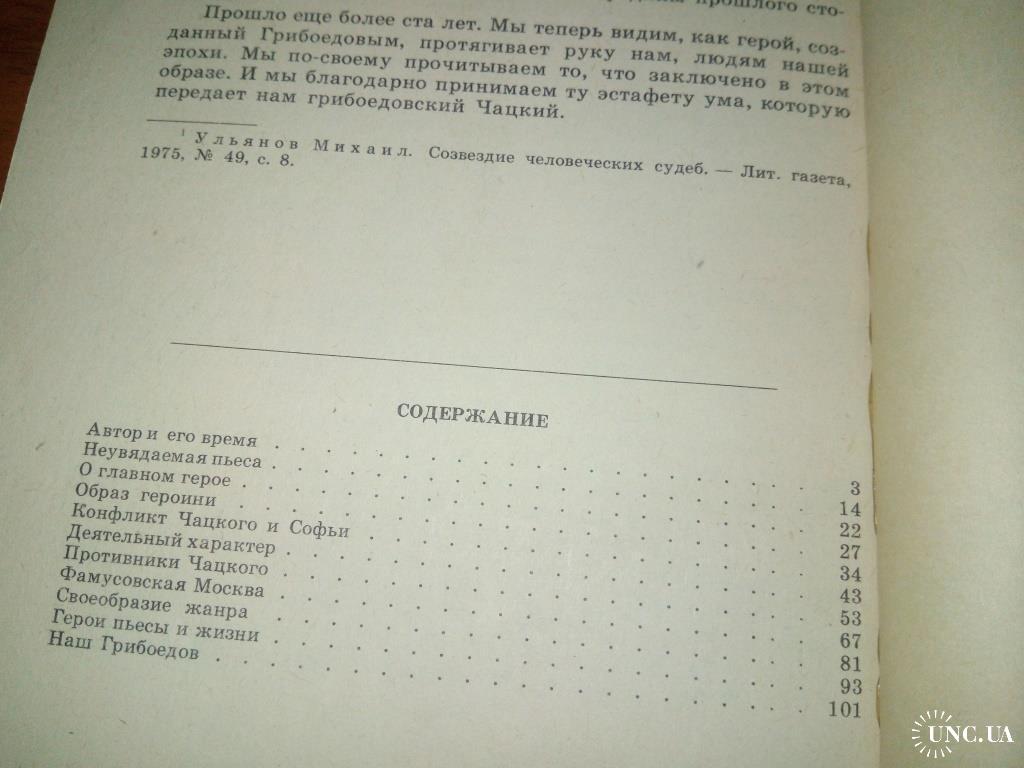 прошлого сто-
Прошло еще более ста лет. Мы теперь видим, как герой, соз-
данный Грибоедовым, протягивает руку нам, людям нашей
эпохи. Мы по-своему прочитываем то, что заключено в этом
образе. И мы благодарно принимаем ту эстафету ума, которую
передает нам грибоедовский Чацкий.
1 Ульянов Михаил. Созвездие человеческих судеб. — Лит. газета,
1975, № 49, с. 8.
СОДЕРЖАНИЕ
Автор и его время . . . . . . . . . . . . . . 3
Неувядаемая пьеса . . . . . . . . . . . . . . 14
О главном герое . . . . . . . . . . . . . . 22
Образ героини . . . . . . . . . . . . . . 27
Конфликт Чацкого и Софьи . . . . . . . . . . . . 34
Деятельный характер . . . . . . . . . . . . . 43
Противники Чацкого . . . . . . . . . . . . . 53
Фамусовская Москва . . . . . . . . . . . . . 67
Своеобразие жанра . . . . . . . . . . . . . 81
Герои пьесы и жизни . . . . . . . . . . . . . 93
Наш Грибоедов . . . . . . . . . . . . . . 101
UNC.UA